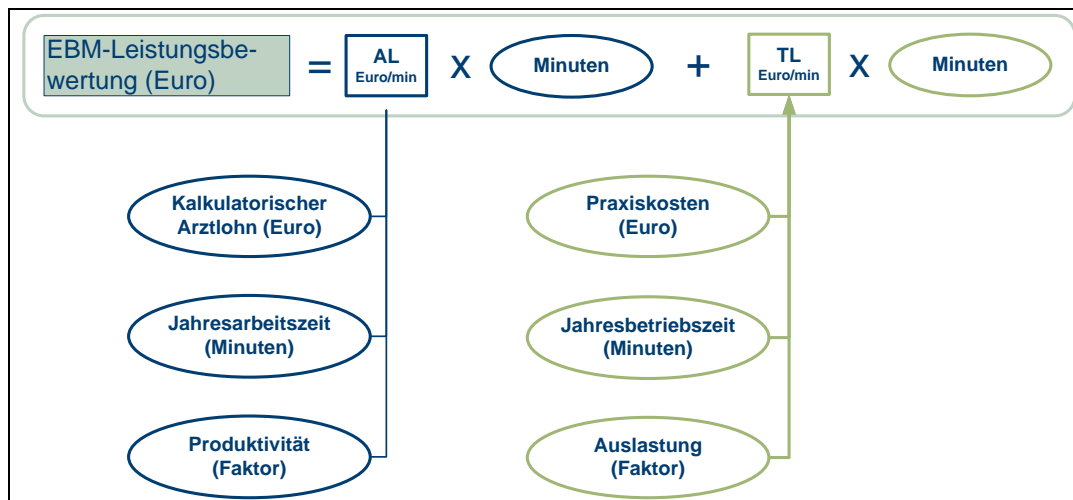 EBM-Leistungsbe-
wertung (Euro)
=
AL
Euro/min
X
Minuten
+
TL
Euro/min
X
Minuten
Kalkulatorischer
Arztlohn (Euro)
Praxiskosten
(Euro)
Jahresarbeitszeit
(Minuten)
Jahresbetriebszeit
(Minuten)
Produktivität
(Faktor)
Auslastung
(Faktor)